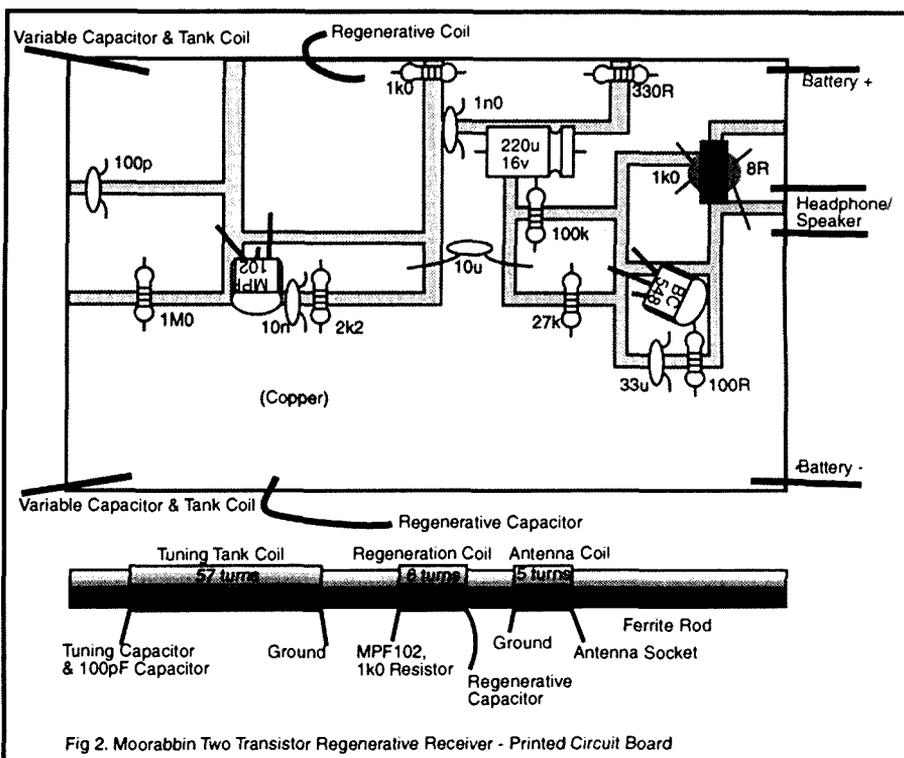 Variable Capacitor & Tank Coil
Regenerative Coil
Battery +
1k0
1n0
330R
220u
16v
100p
1k0
8R
Headphone/
Speaker
100k
10u
MPF
102
BC
548
1M0
10n
2k2
27k
33u
100R
(Copper)
Battery -
Variable Capacitor & Tank Coil
Regenerative Capacitor
Tuning Tank Coil
57 turns
Regeneration Coil
6 turns
Antenna Coil
5 turns
Ferrite Rod
Tuning Capacitor
& 100pF Capacitor
Ground
MPF102,
1k0 Resistor
Regenerative
Capacitor
Ground
Antenna Socket
Fig 2. Moorabbin Two Transistor Regenerative Receiver - Printed Circuit Board